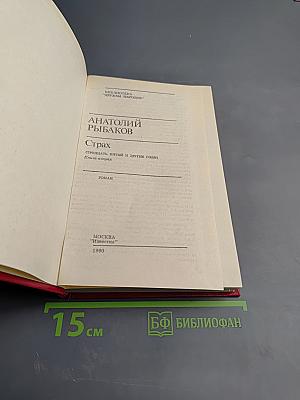 БИБЛИОТЕКА
"ДРУЖБЫ НАРОДОВ"
АНАТОЛИЙ
РЫБАКОВ
Страх
(ТРИДЦАТЬ ПЯТЫЙ И ДРУГИЕ ГОДЫ)
Книга вторая
РОМАН
МОСКВА
"Известия"
1990
15 см
БФ БИБЛИОФАН